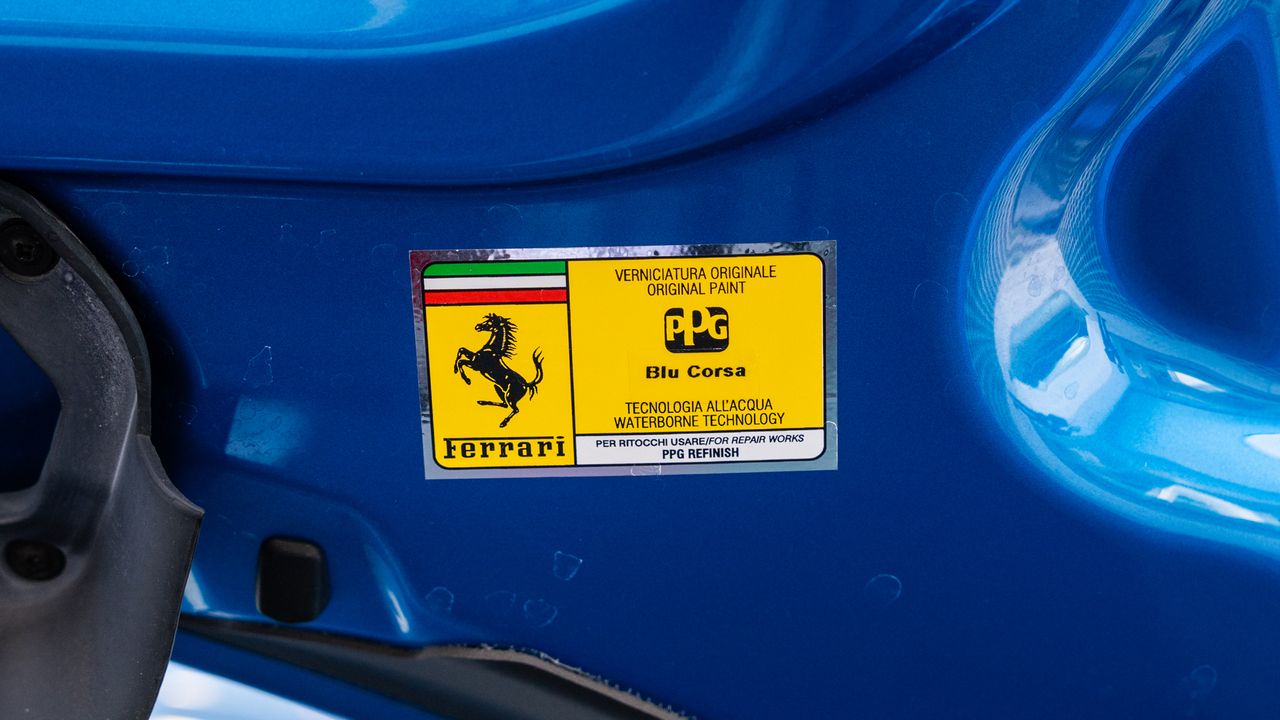 Ferrari
VERNICIATURA ORIGINALE
ORIGINAL PAINT
PPG
Blu Corsa
TECNOLOGIA ALL'ACQUA
WATERBORNE TECHNOLOGY
PER RITOCCHI USARE/FOR REPAIR WORKS
PPG REFINISH